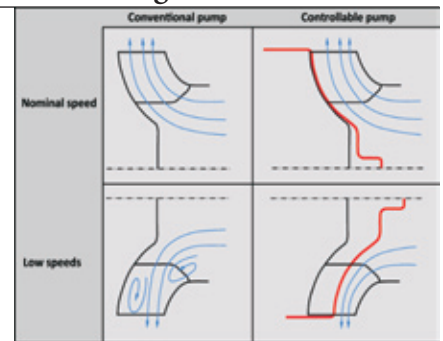 Conventional pump
Controllable pump
Nominal speed
Low speeds